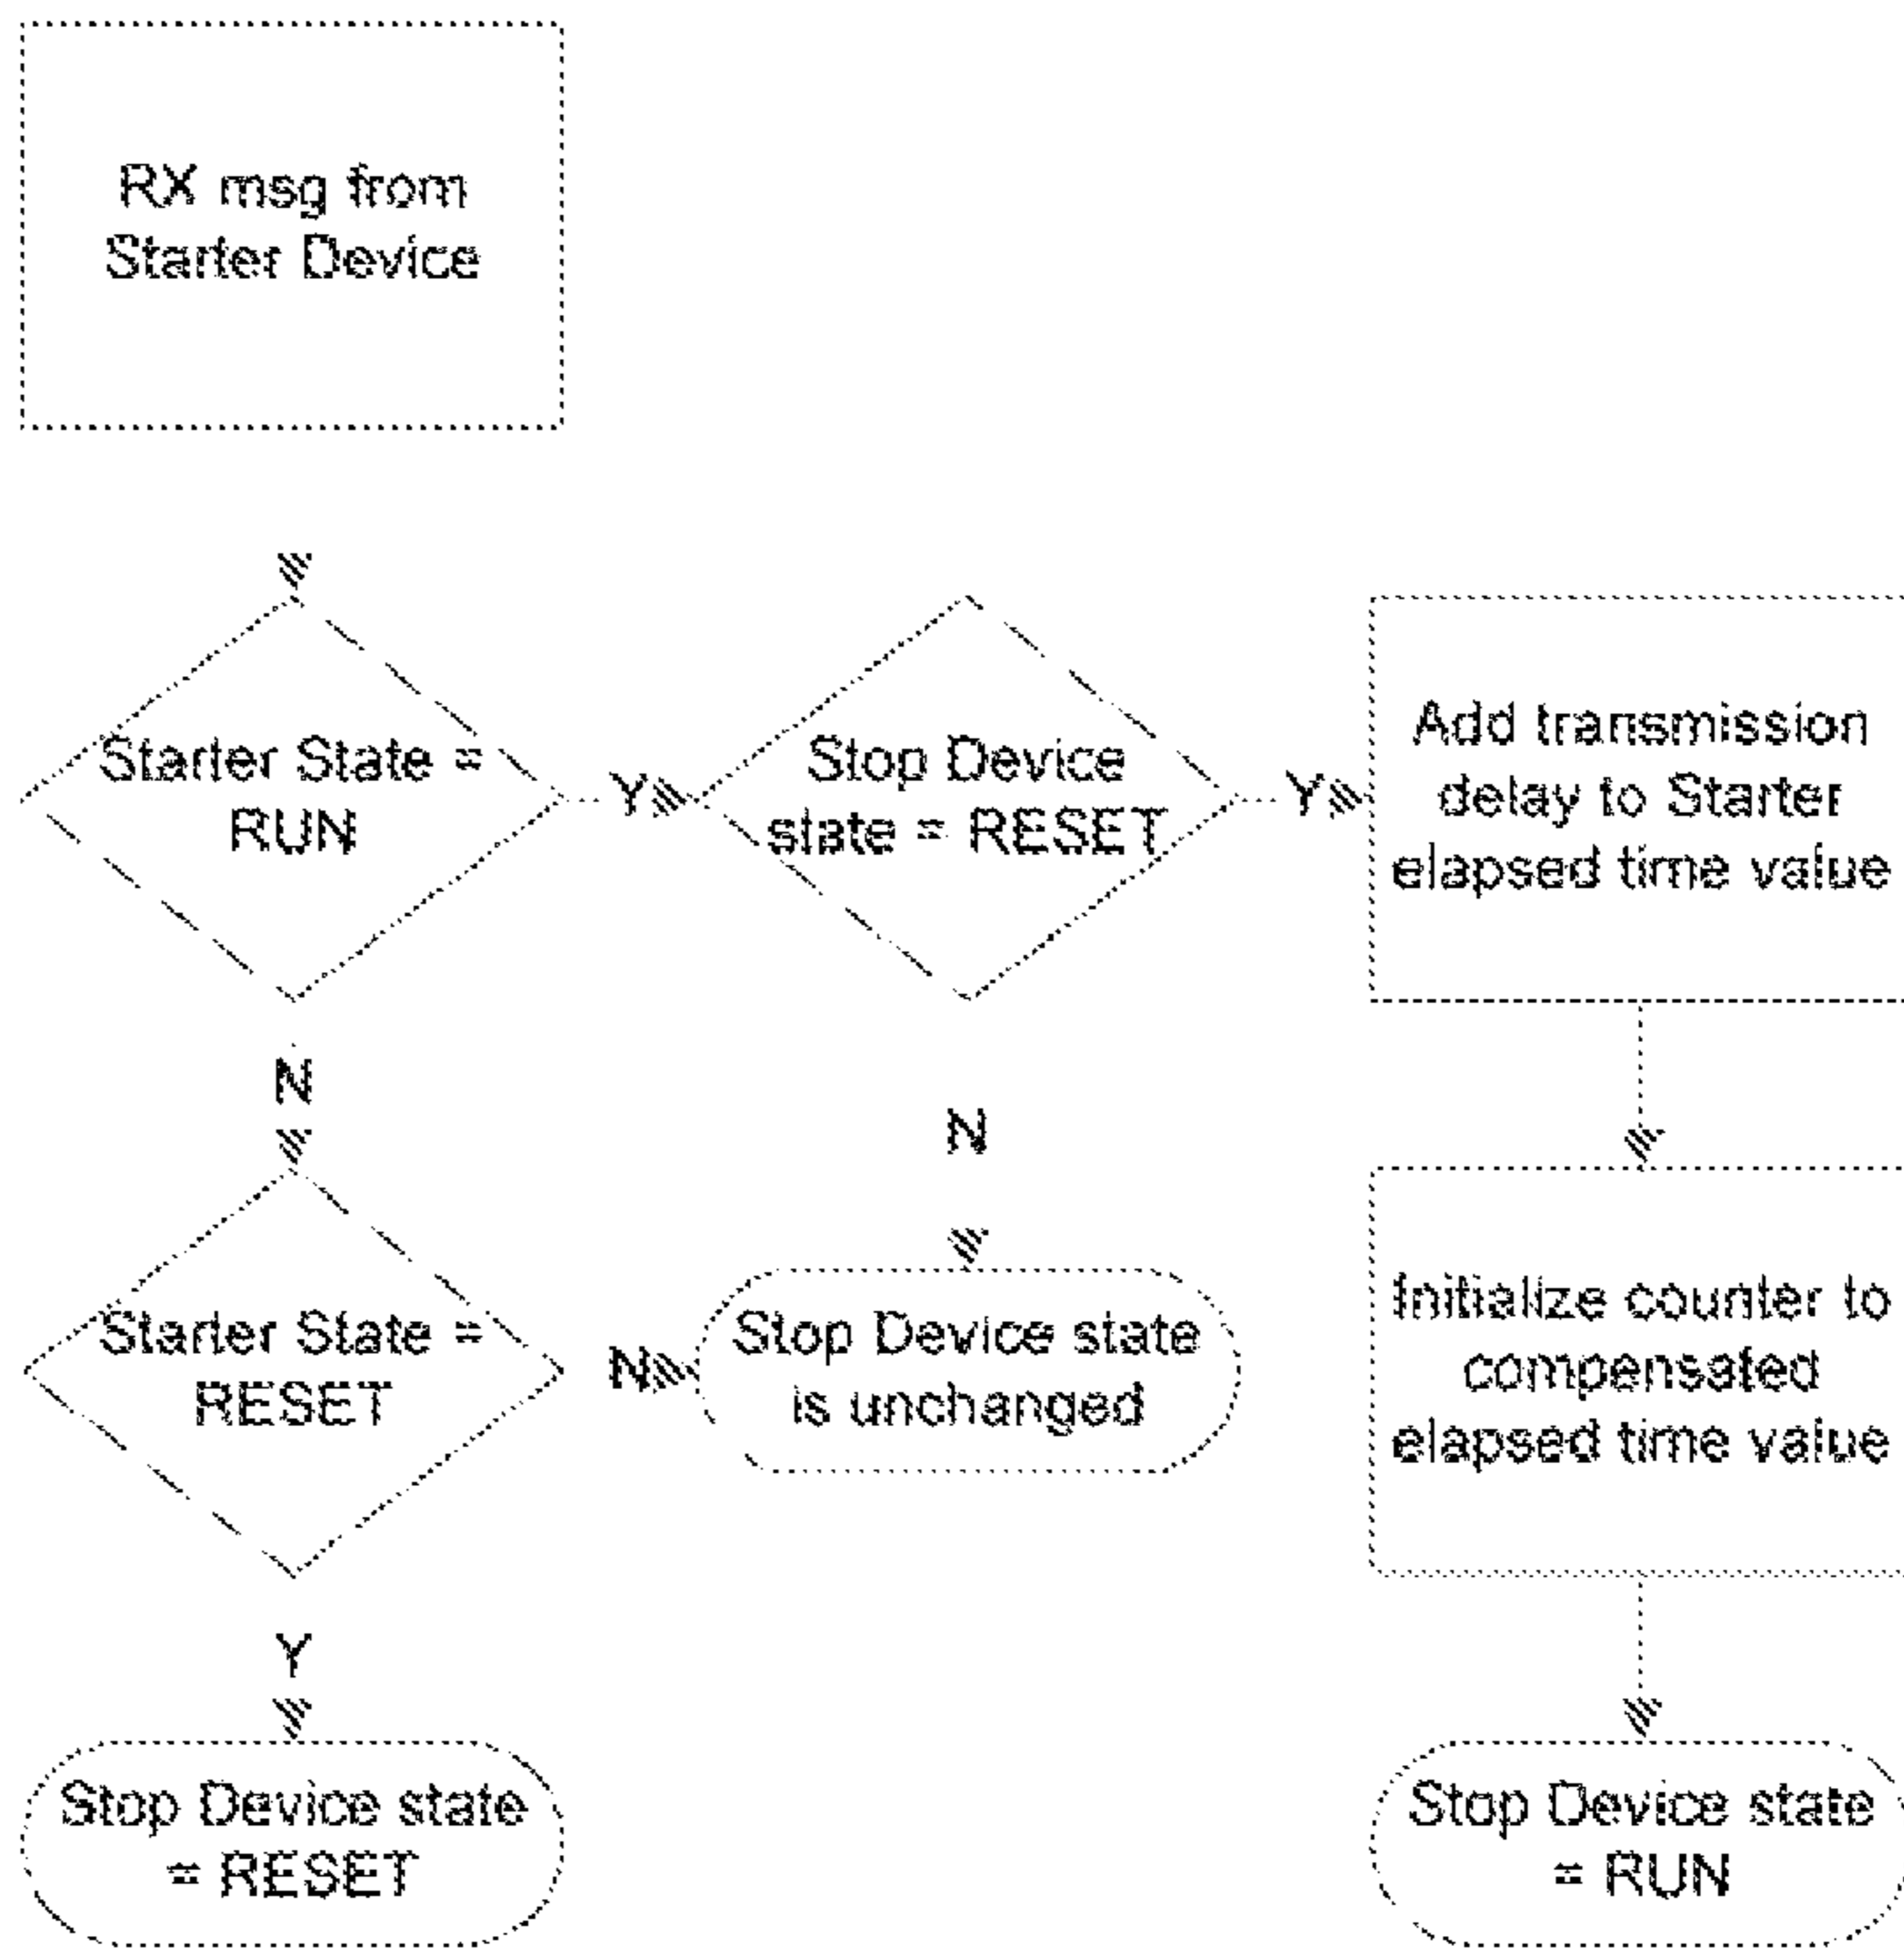 RX msg from
Starter Device
Starter State =
RUN
Y
Stop Device
state = RESET
Y
Add transmission
delay to Starter
elapsed time value
N
N
Starter State =
RESET
N
Stop Device state
is unchanged
Initialize counter to
compensated
elapsed time value
Y
Stop Device state
= RESET
Stop Device state
= RUN